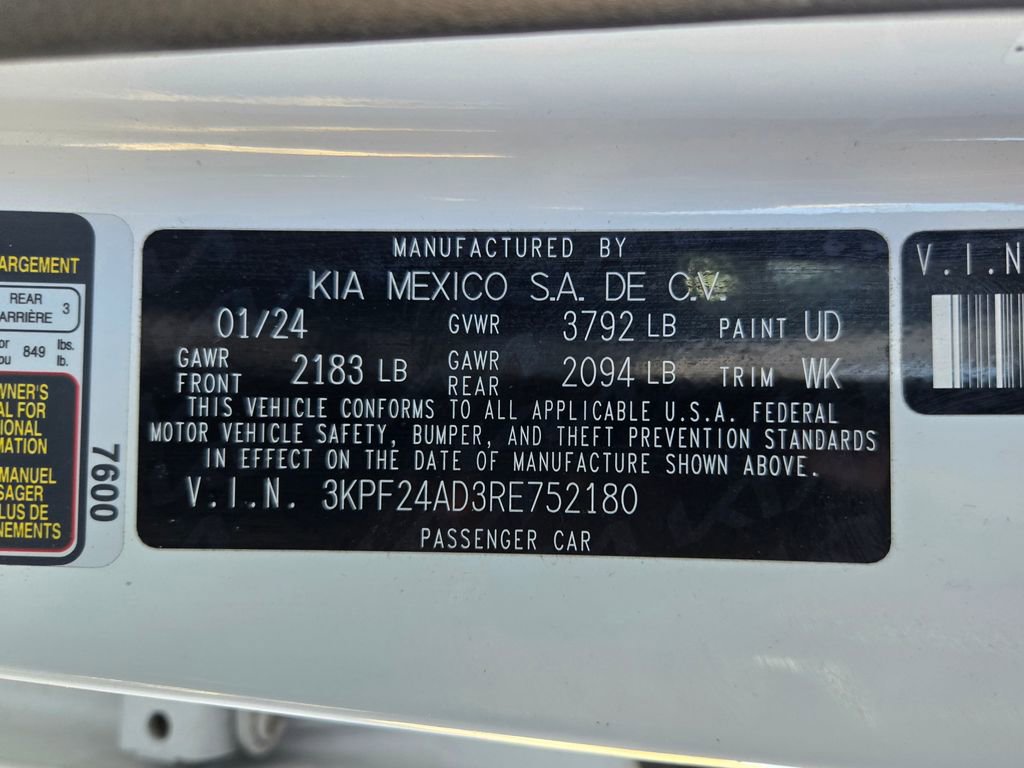 ARGEMENT
REAR
ARRIÈRE 3
or
ou 849 lbs.
lb.
OWNER'S
AL FOR
IONAL
MATION
MANUEL
SAGER
LUS DE
NEMENTS
7600
MANUFACTURED BY
KIA MEXICO S.A. DE C.V.
01/24 GVWR 3792 LB PAINT UD
GAWR FRONT 2183 LB GAWR REAR 2094 LB TRIM WK
THIS VEHICLE CONFORMS TO ALL APPLICABLE U.S.A. FEDERAL
MOTOR VEHICLE SAFETY, BUMPER, AND THEFT PREVENTION STANDARDS
IN EFFECT ON THE DATE OF MANUFACTURE SHOWN ABOVE.
V.I.N. 3KPF24AD3RE752180
PASSENGER CAR
V.I.N